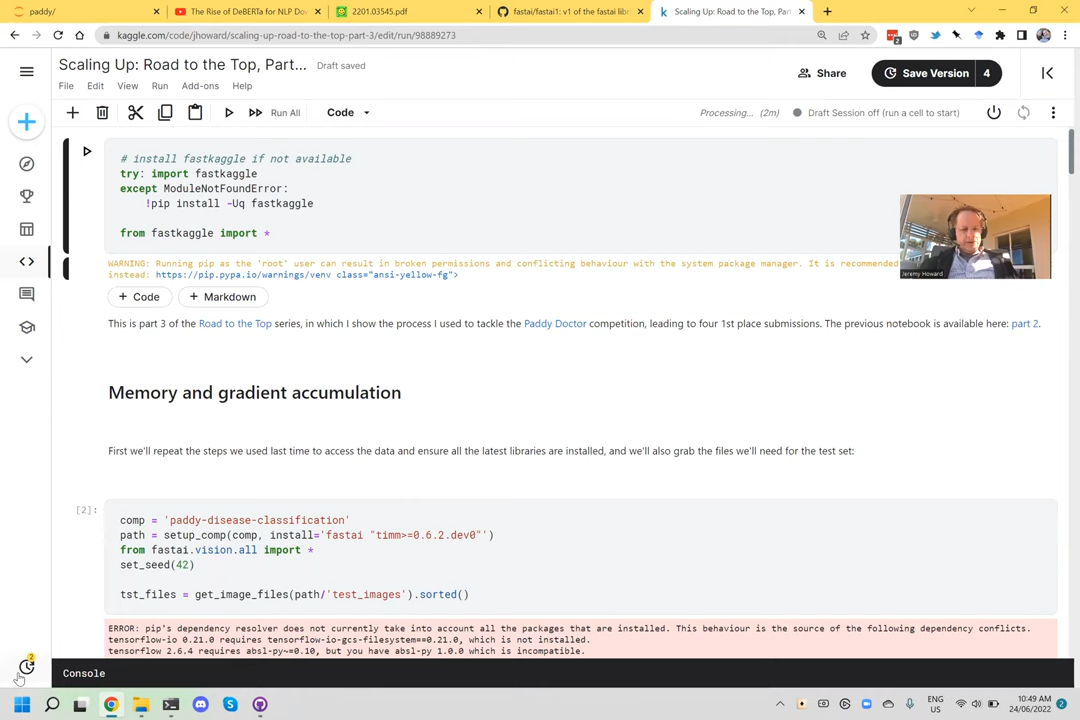 paddy/
The Rise of DeBERTa for NLP Do
2201.03545.pdf
fastai/fastai1: v1 of the fastai lib
Scaling Up: Road to the Top, Part
kaggle.com/code/jhoward/scaling-up-road-to-the-top-part-3/edit/run/98889273
Scaling Up: Road to the Top, Part...
Draft saved
Share
Save Version
4
File
Edit
View
Run
Add-ons
Help
Run All
Code
Processing... (2m)
Draft Session off (run a cell to start)
# install fastkaggle if not available
try: import fastkaggle
except ModuleNotFoundError:
!pip install -Uq fastkaggle
from fastkaggle import *
Jeremy Howard
WARNING: Running pip as the 'root' user can result in broken permissions and conflicting behaviour with the system package manager. It is recommended
instead: https://pip.pypa.io/warnings/venv class="ansi-yellow-fg">
+ Code
+ Markdown
This is part 3 of the Road to the Top series, in which I show the process I used to tackle the Paddy Doctor competition, leading to four 1st place submissions. The previous notebook is available here: part 2.
Memory and gradient accumulation
First we'll repeat the steps we used last time to access the data and ensure all the latest libraries are installed, and we'll also grab the files we'll need for the test set:
[2]:
comp = 'paddy-disease-classification'
path = setup_comp(comp, install='fastai "timm>=0.6.2.dev0"')
from fastai.vision.all import *
set_seed(42)
tst_files = get_image_files(path/'test_images').sorted()
ERROR: pip's dependency resolver does not currently take into account all the packages that are installed. This behaviour is the source of the following dependency conflicts.
tensorflow-io 0.21.0 requires tensorflow-io-gcs-filesystem==0.21.0, which is not installed.
tensorflow 2.6.4 requires absl-py~=0.10, but you have absl-py 1.0.0 which is incompatible.
2
Console
ENG
US
10:49 AM
24/06/2022
2